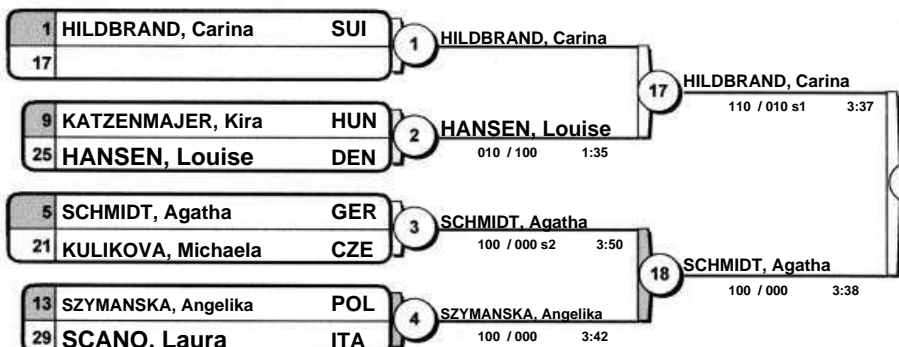 1 HILDBRAND, Carina SUI
17
1
HILDBRAND, Carina
9 KATZENMAJER, Kira HUN
25 HANSEN, Louise DEN
2
HANSEN, Louise
010 / 100 1:35
17
HILDBRAND, Carina
110 / 010 s1 3:37
5 SCHMIDT, Agatha GER
21 KULIKOVA, Michaela CZE
3
SCHMIDT, Agatha
100 / 000 s2 3:50
13 SZYMANSKA, Angelika POL
29 SCANO, Laura ITA
4
SZYMANSKA, Angelika
100 / 000 3:42
18
SCHMIDT, Agatha
100 / 000 3:38